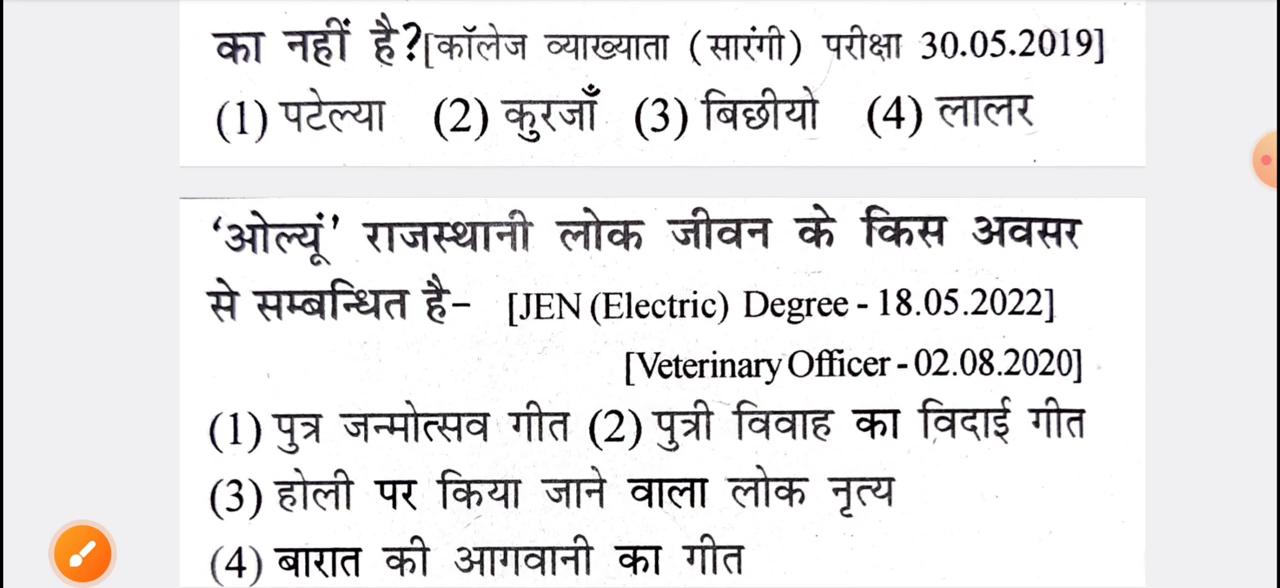 का नहीं है?[कॉलेज व्याख्याता (सारंगी) परीक्षा 30.05.2019]
(1) पटेल्या (2) कुरजाँ (3) बिछीयो (4) लालर
‘ओल्यूं’ राजस्थानी लोक जीवन के किस अवसर
से सम्बन्धित है- [JEN (Electric) Degree - 18.05.2022]
[Veterinary Officer - 02.08.2020]
(1) पुत्र जन्मोत्सव गीत (2) पुत्री विवाह का विदाई गीत
(3) होली पर किया जाने वाला लोक नृत्य
(4) बारात की आगवानी का गीत